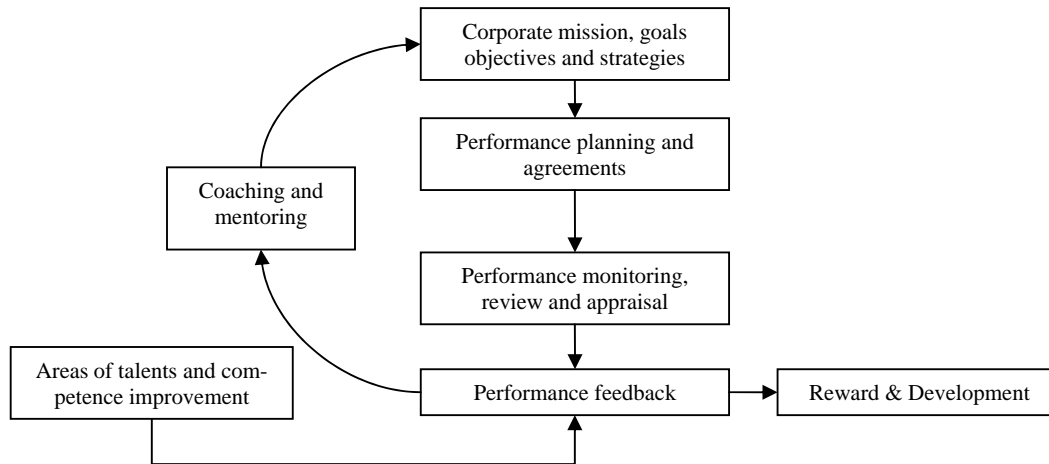 Corporate mission, goals
objectives and strategies
Performance planning and
agreements
Coaching and
mentoring
Performance monitoring,
review and appraisal
Areas of talents and com-
petence improvement
Performance feedback
Reward & Development